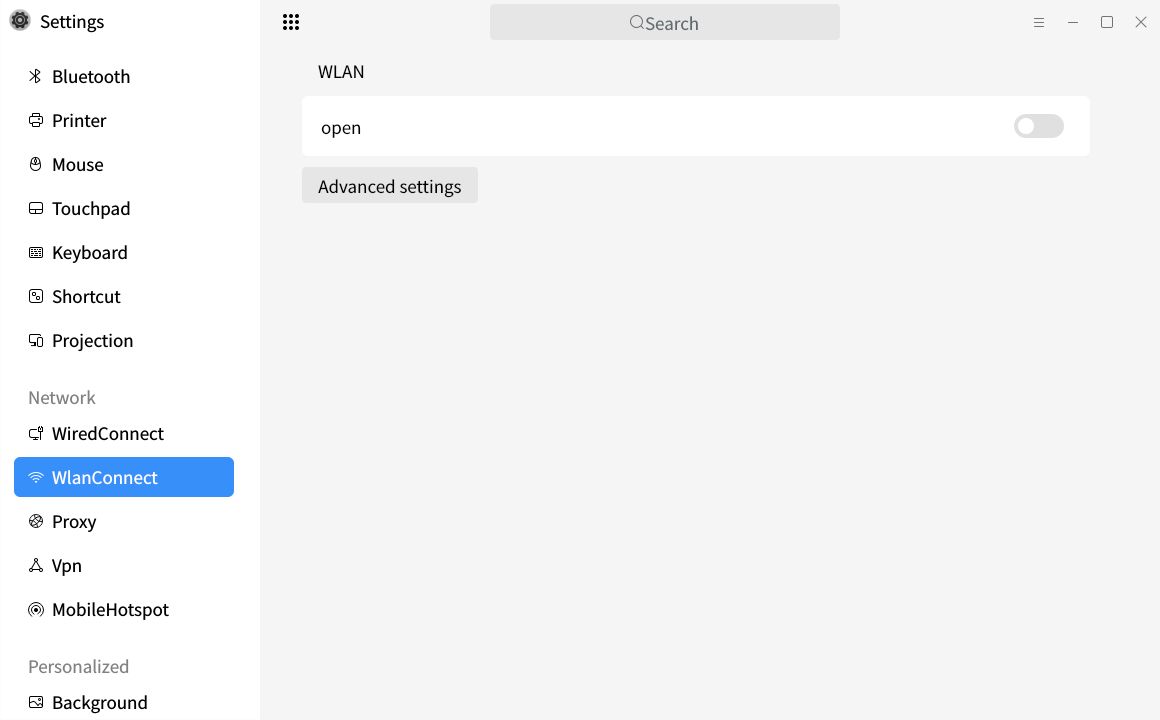 Settings
Search
Bluetooth
Printer
Mouse
Touchpad
Keyboard
Shortcut
Projection
Network
WiredConnect
WlanConnect
Proxy
Vpn
MobileHotspot
Personalized
Background
WLAN
open
Advanced settings